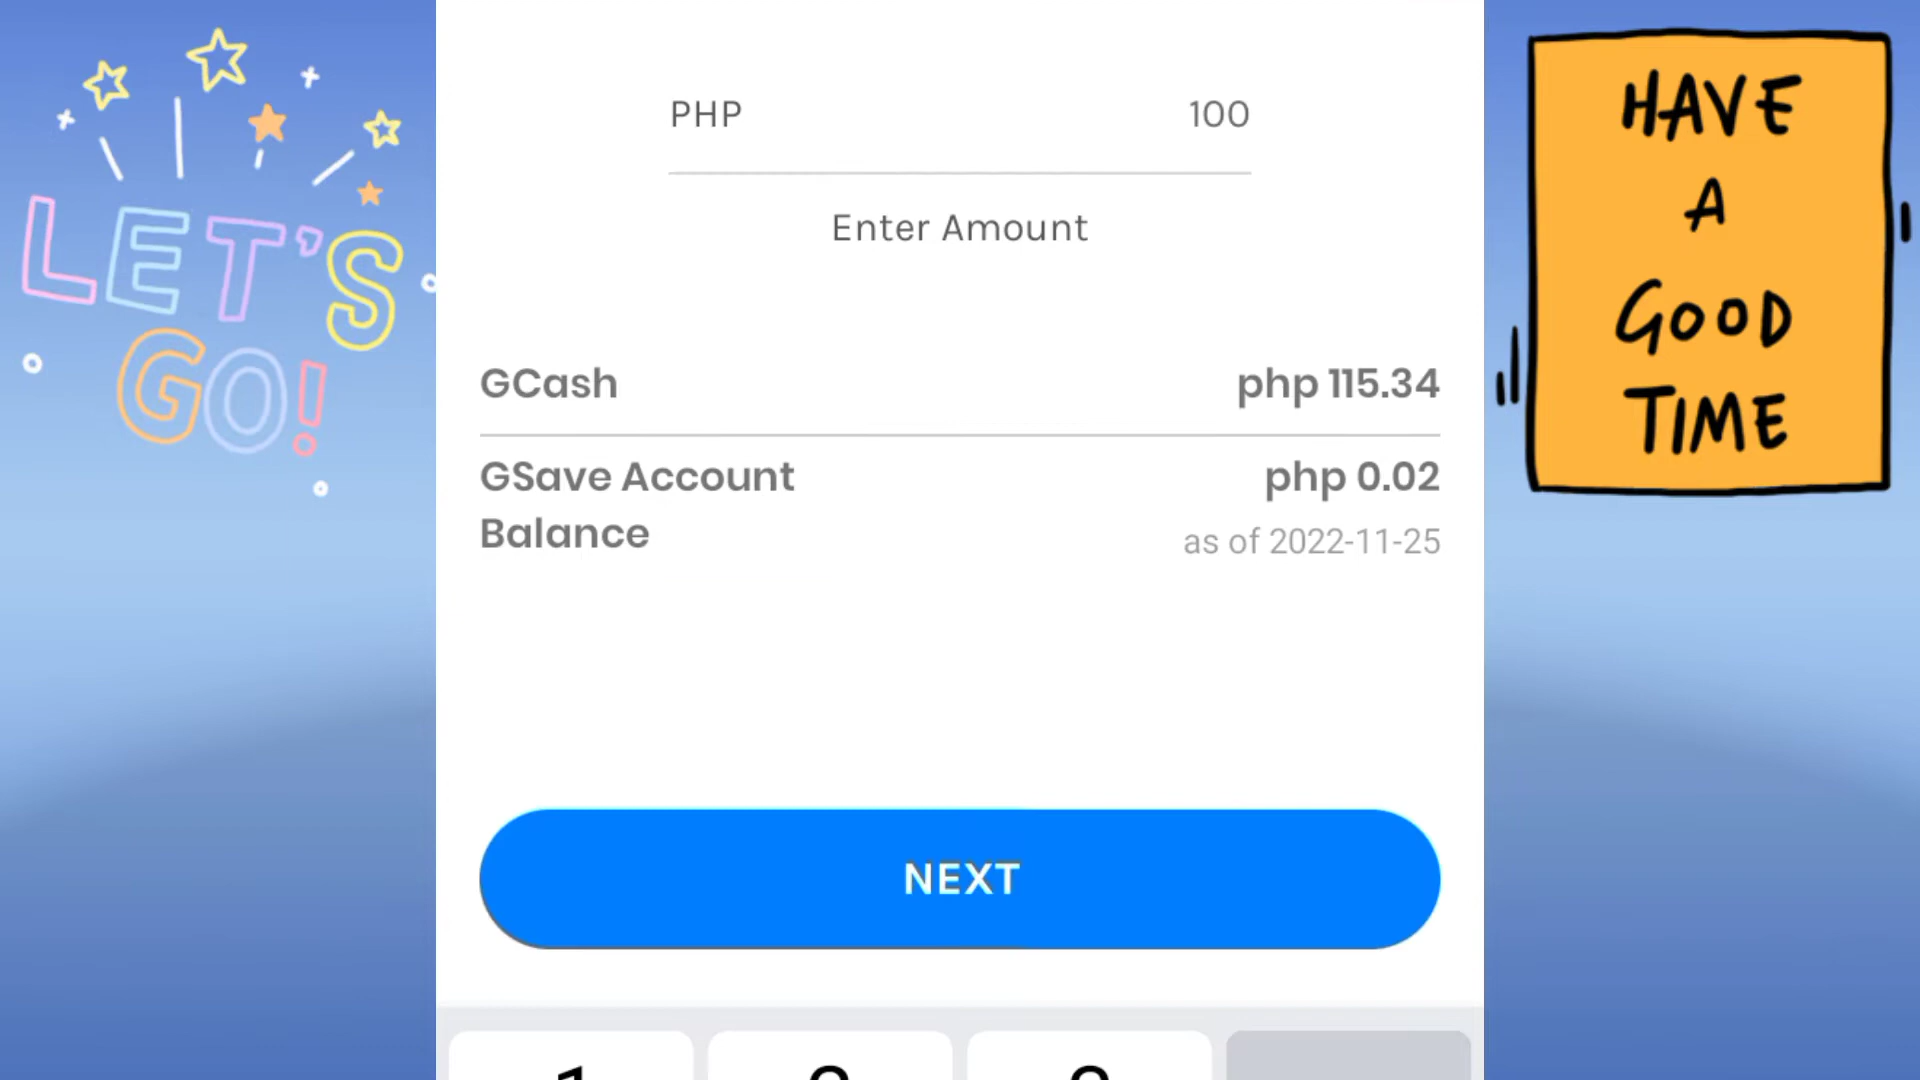 LET'S
GO!
PHP 100
Enter Amount
GCash php 115.34
GSave Account php 0.02
Balance as of 2022-11-25
NEXT
HAVE
A
GOOD
TIME